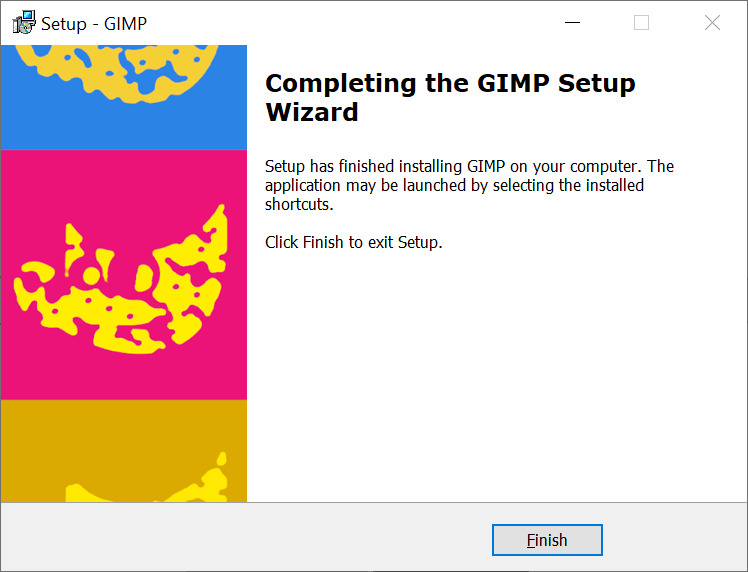 Setup - GIMP
Completing the GIMP Setup
Wizard
Setup has finished installing GIMP on your computer. The
application may be launched by selecting the installed
shortcuts.
Click Finish to exit Setup.
Finish